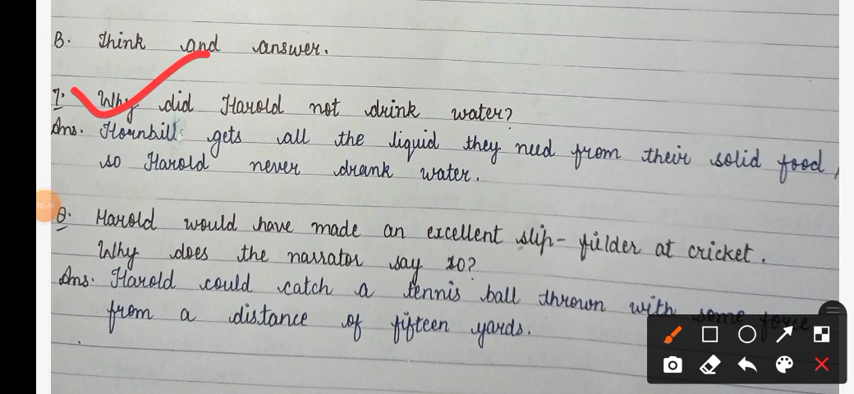 B. Think and answer.
7. Why did Harold not drink water?
Ans. Hornbill gets all the liquid they need from their solid food,
so Harold never drank water.
8. Harold would have made an excellent slip-fielder at cricket.
Why does the narrator say so?
Ans. Harold could catch a tennis ball thrown with some force
from a distance of fifteen yards.